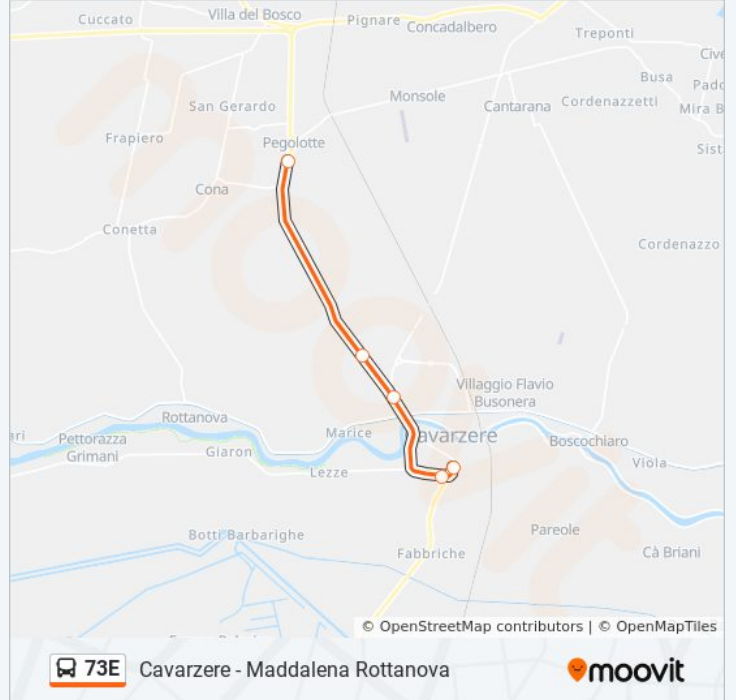 Cuccato
Villa del Bosco
Pignare
Concadalbero
Treponti
Busa
San Gerardo
Monsole
Cantarana
Cordenazzetti
Mira B
Frapiero
Pegolotte
Sist
Cona
Conetta
Cordenazzo
Villaggio Flavio
Busonera
Rottanova
Pettorazza
Grimani
Giaron
Marice
avarzere
Boscochiaro
Viola
Lezze
Botti Barbarighe
Fabbriche
Pareole
Cà Briani
© OpenStreetMap contributors | © OpenMapTiles
73E Cavarzere - Maddalena Rottanova
moovit